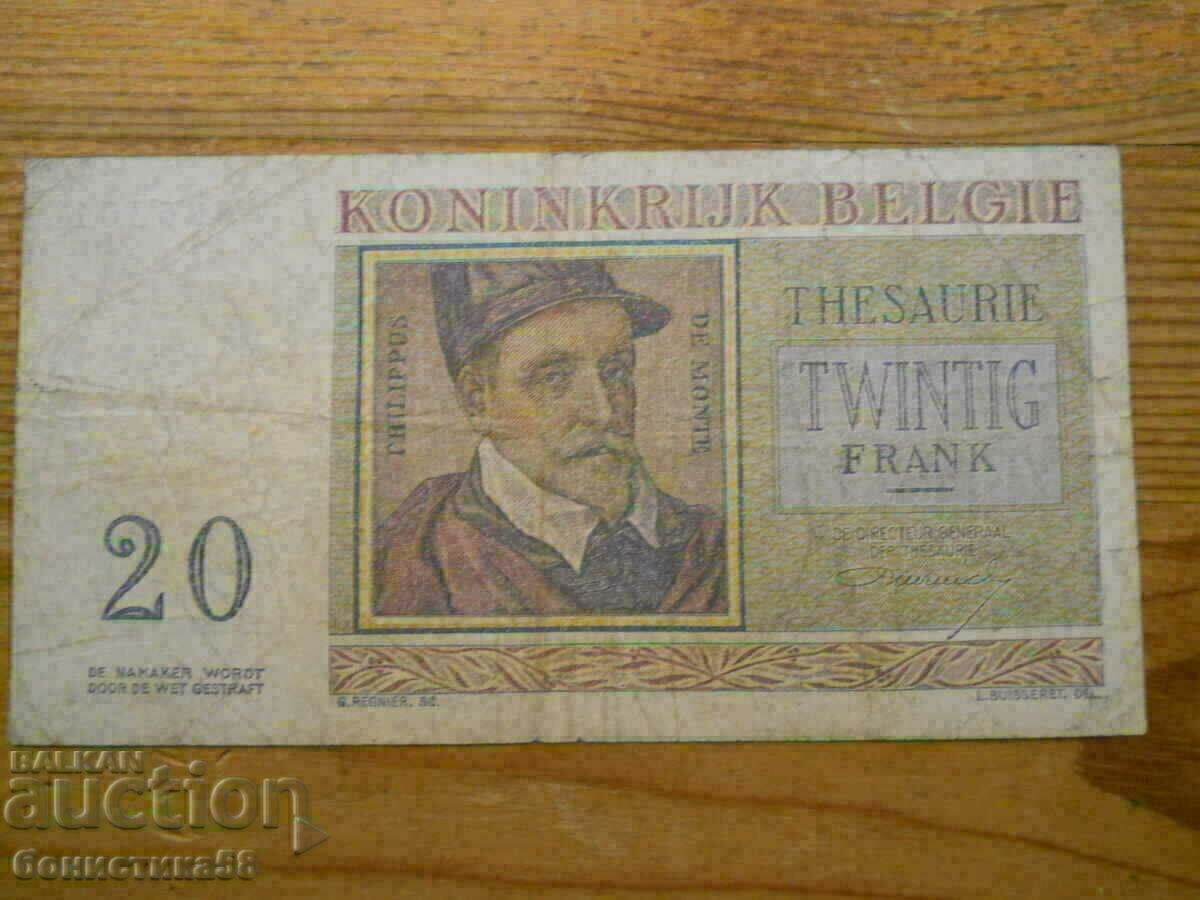 KONINKRIJK BELGIE
PHILIPPUS
DE MONTE
THESAURIE
TWINTIG
FRANK
DE DIRECTEUR GENERAAL
DER THESAURIE
20
DE NAMAKER WORDT
DOOR DE WET GESTRAFT
G. REGNIER. SC.
L. BUISSERET. DEL.
BALKAN
auction
бонистика58